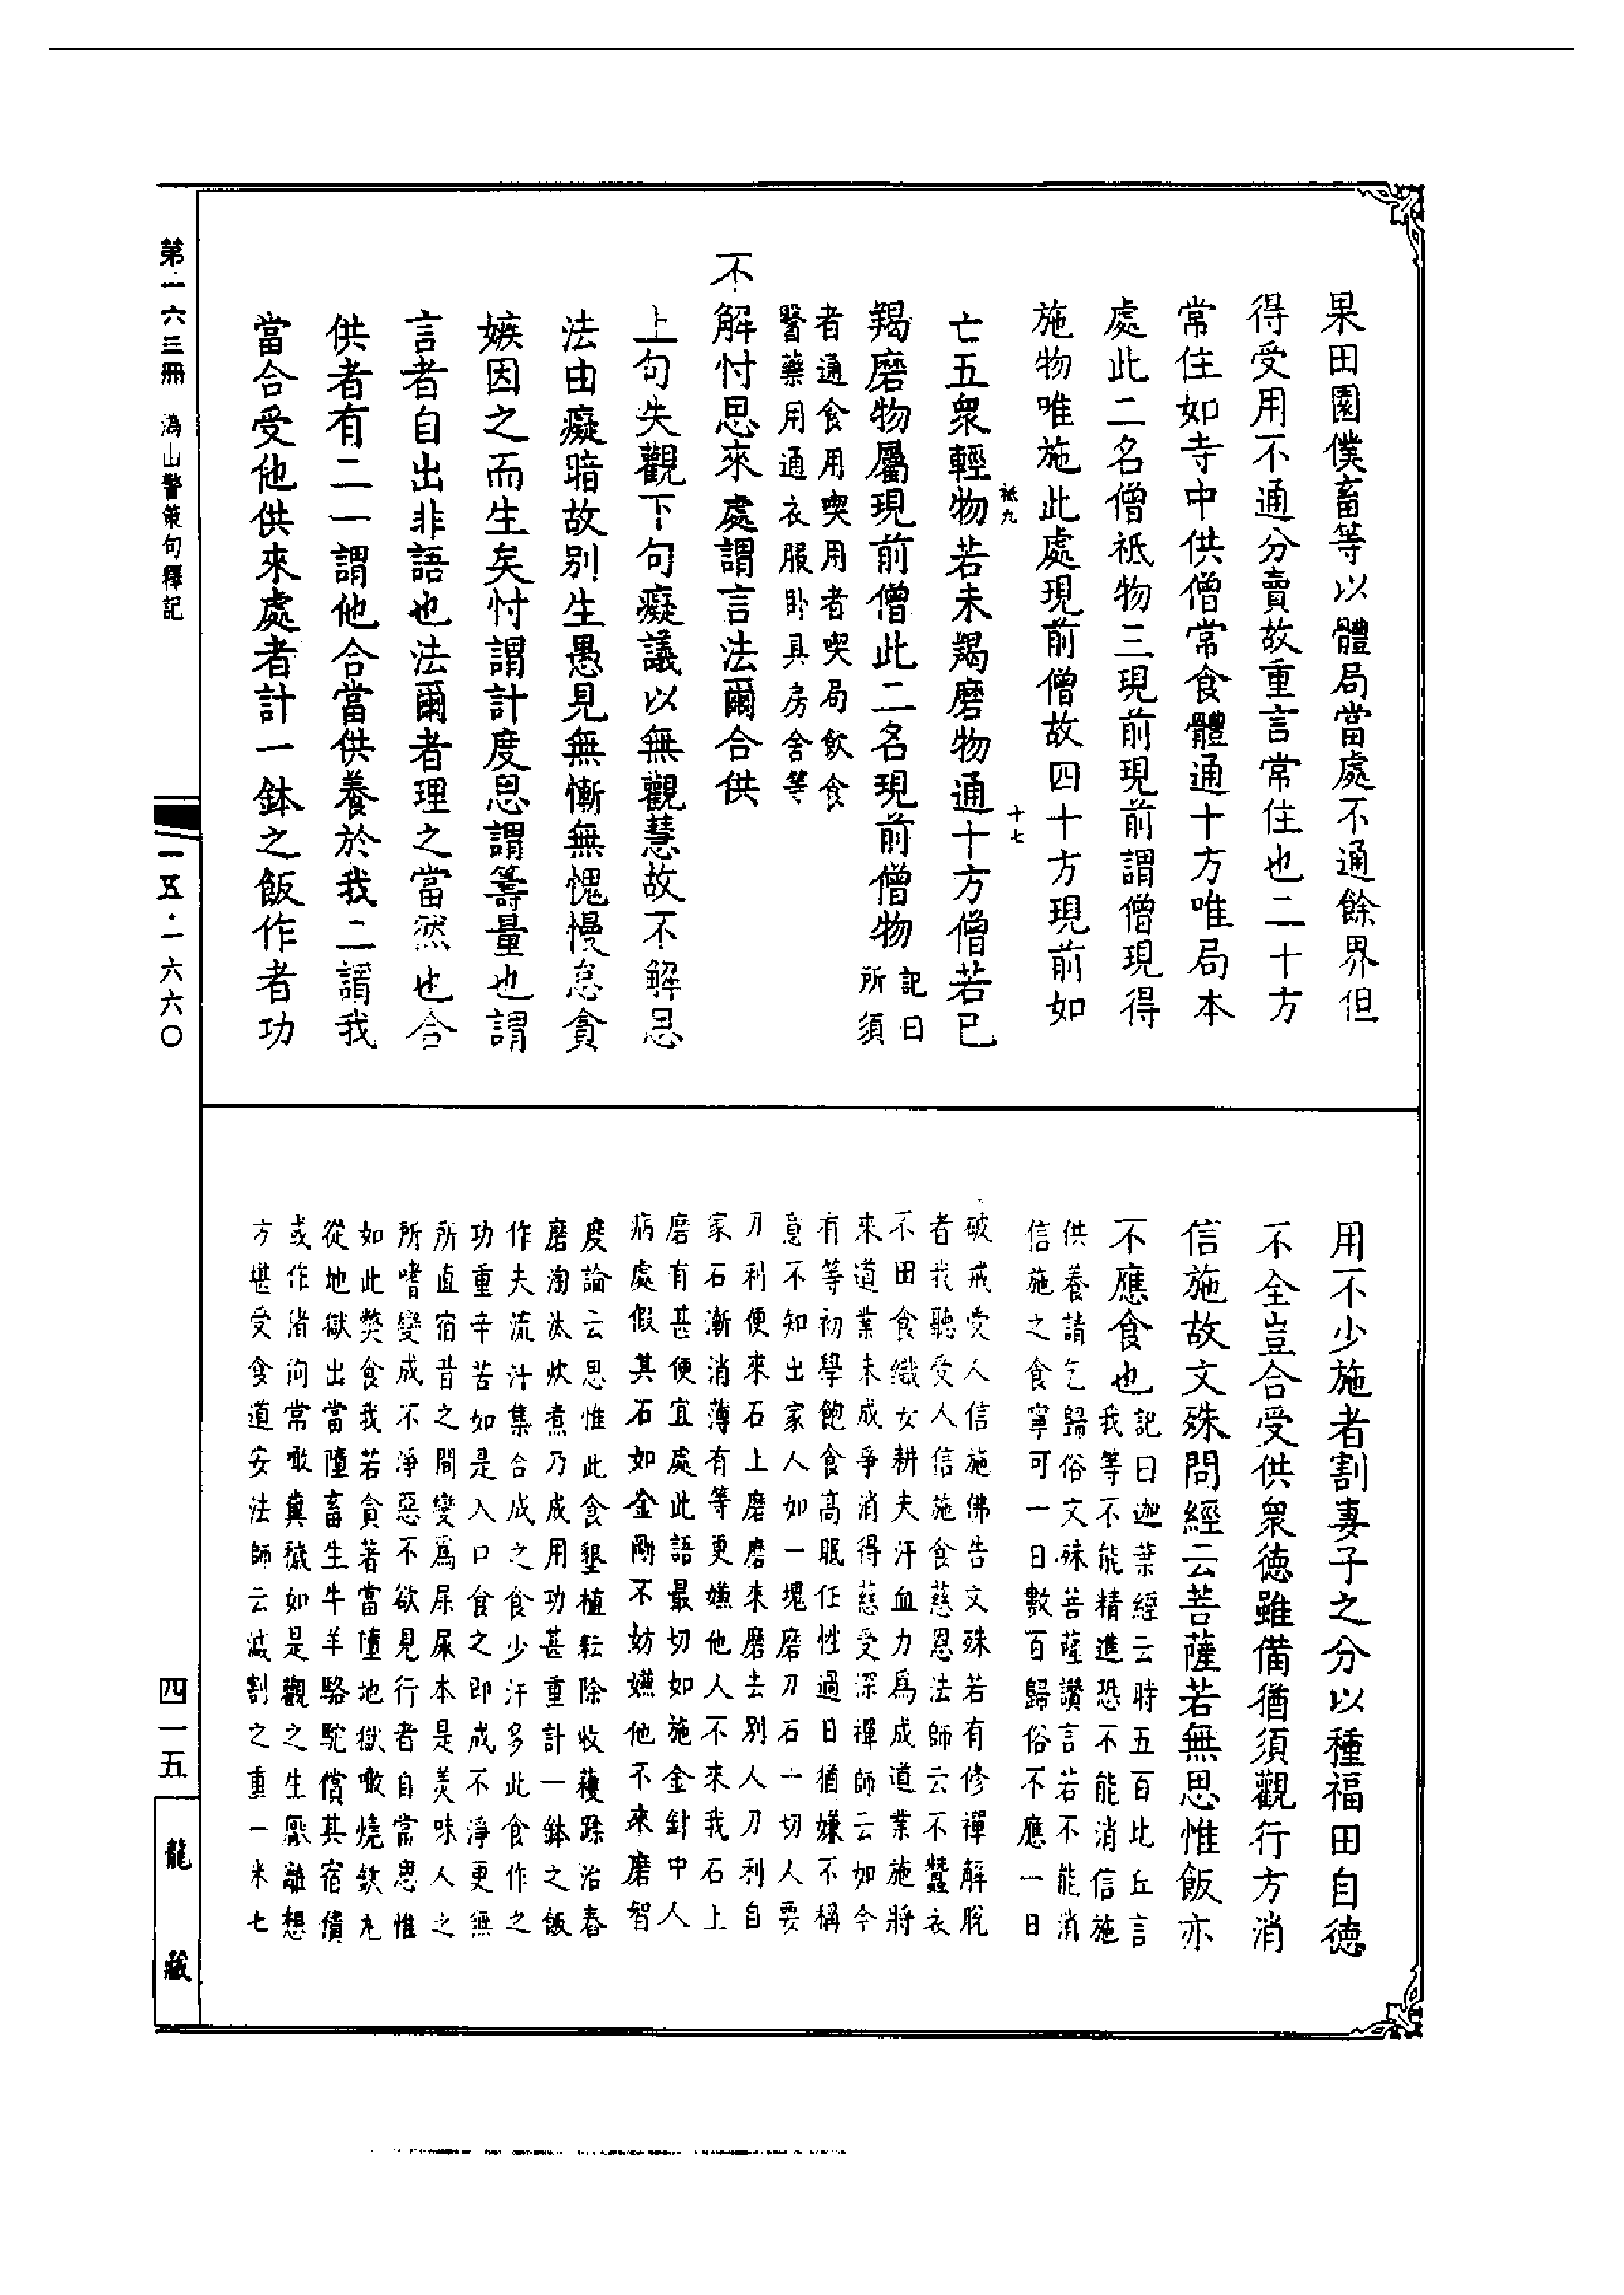 果田園僕畜等以體局當處不通餘界但
得受用不通分賣故重言常住也二十方
常住如寺中供僧常食體通十方唯局本
處此二名僧祇物三現前現前謂僧現得
施物唯施此處現前僧故四十方現前如
祇九
十七
亡五眾輕物若未羯磨物通十方僧若已
羯磨物屬現前僧此二名現前僧物
記曰
所須
者通食用喫用者喫局飲食
醫藥用通衣服臥具房舍等
不解忖思來處謂言法爾合供
上句失觀下句癡議以無觀慧故不解思
法由癡暗故別生愚見無慚無愧慢怠貪
嫉因之而生矣忖謂計度思謂籌量也謂
言者自出非語也法爾者理之當然也合
供者有二一謂他合當供養於我二謂我
當合受他供來處者計一鉢之飯作者功
用不少施者割妻子之分以種福田自德
不全豈合受供眾德雖備猶須觀行方消
信施故文殊問經云菩薩若無思惟飯亦
不應食也
記曰迦葉經云時五百比丘言
我等不能精進恐不能消信施
供養請乞歸俗文殊菩薩讚言若不能消
信施之食寧可一日數百歸俗不應一日
破戒受人信施佛告文殊若有修禪解脫
者我聽受人信施食慈恩法師云不蠶衣
不田食織女耕夫汗血力為成道業施將
來道業未成爭消得慈受深禪師云如今
有等初學飽食高眠任性過日猶嫌不稱
意不知出家人如一塊磨刀石一切人要
刀利便來石上磨磨來磨去別人刀利自
家石漸消薄有等更嫌他人不來我石上
磨有甚便宜處此語最切如施金針中人
病處假其石如金剛不妨嫌他不來磨智
度論云思惟此食墾植耘除收穫蹂治舂
磨淘汰炊煮乃成用功甚重計一鉢之飯
作夫流汗集合成之食少汗多此食作之
功重辛苦如是入口食之即成不淨更無
所直宿昔之間變為屎尿本是美味人之
所嗜變成不淨惡不欲見行者自當思惟
如此獘食我若貪著當墮地獄噉燒鐵丸
從地獄出當墮畜生牛羊駱駝償其宿債
或作豬狗常噉糞穢如是觀之生厭離想
方堪受食道安法師云減割之重一米七
第一六三冊
溈山警策句釋記
一五·一六六〇
四一五
龍藏